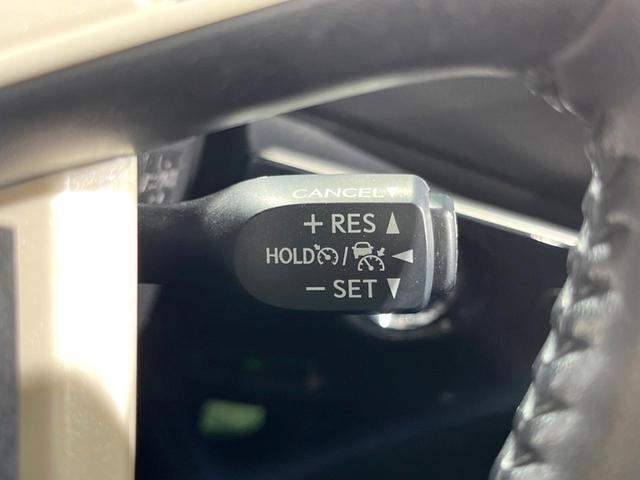 CANCEL▼
+ RES ▲
HOLD / ◀
− SET ▼